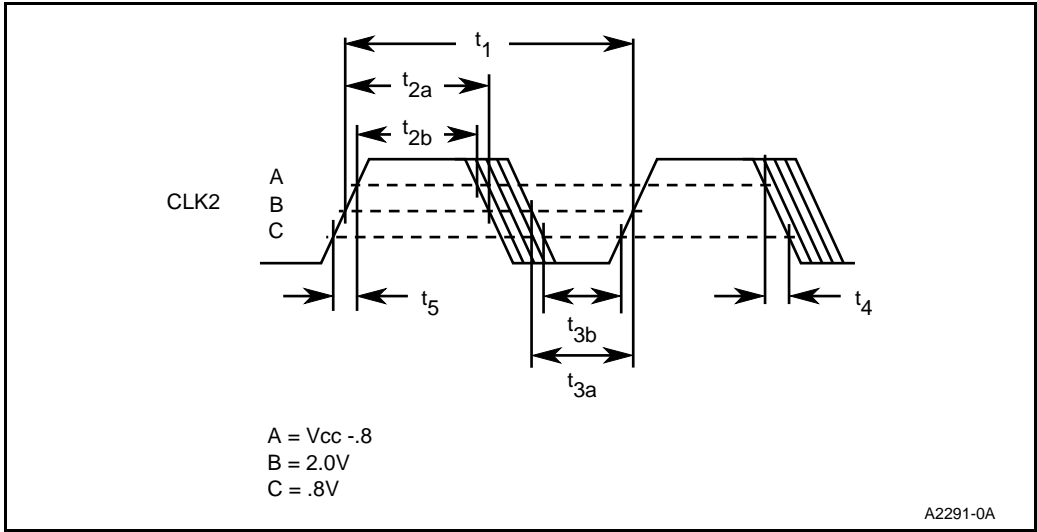 t1
t2a
t2b
A
CLK2 B
C
t5
t4
t3b
t3a
A = Vcc -.8
B = 2.0V
C = .8V
A2291-0A